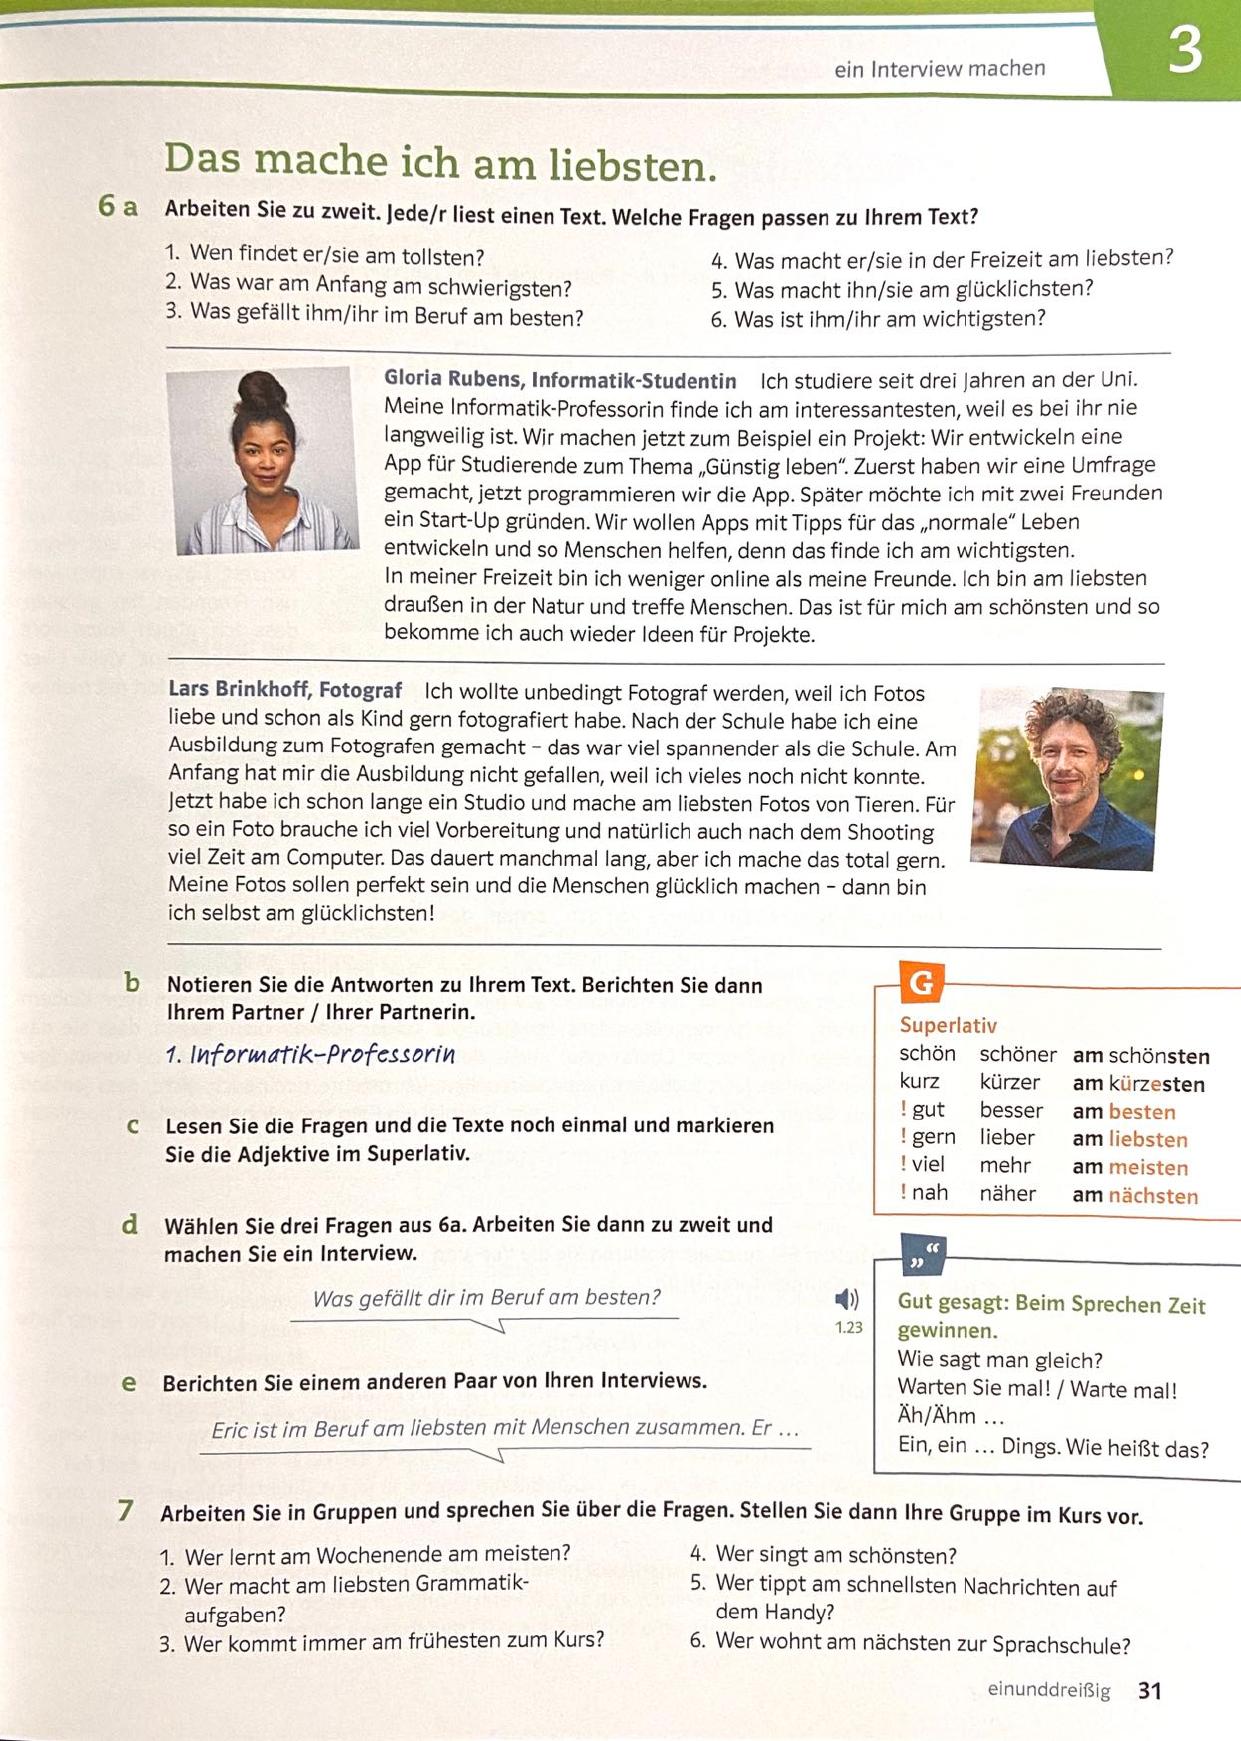 ein Interview machen
3
Das mache ich am liebsten.
6 a Arbeiten Sie zu zweit. Jede/r liest einen Text. Welche Fragen passen zu Ihrem Text?
1. Wen findet er/sie am tollsten?
2. Was war am Anfang am schwierigsten?
3. Was gefällt ihm/ihr im Beruf am besten?
4. Was macht er/sie in der Freizeit am liebsten?
5. Was macht ihn/sie am glücklichsten?
6. Was ist ihm/ihr am wichtigsten?
Gloria Rubens, Informatik-Studentin Ich studiere seit drei Jahren an der Uni.
Meine Informatik-Professorin finde ich am interessantesten, weil es bei ihr nie
langweilig ist. Wir machen jetzt zum Beispiel ein Projekt: Wir entwickeln eine
App für Studierende zum Thema „Günstig leben“. Zuerst haben wir eine Umfrage
gemacht, jetzt programmieren wir die App. Später möchte ich mit zwei Freunden
ein Start-Up gründen. Wir wollen Apps mit Tipps für das „normale“ Leben
entwickeln und so Menschen helfen, denn das finde ich am wichtigsten.
In meiner Freizeit bin ich weniger online als meine Freunde. Ich bin am liebsten
draußen in der Natur und treffe Menschen. Das ist für mich am schönsten und so
bekomme ich auch wieder Ideen für Projekte.
Lars Brinkhoff, Fotograf Ich wollte unbedingt Fotograf werden, weil ich Fotos
liebe und schon als Kind gern fotografiert habe. Nach der Schule habe ich eine
Ausbildung zum Fotografen gemacht – das war viel spannender als die Schule. Am
Anfang hat mir die Ausbildung nicht gefallen, weil ich vieles noch nicht konnte.
Jetzt habe ich schon lange ein Studio und mache am liebsten Fotos von Tieren. Für
so ein Foto brauche ich viel Vorbereitung und natürlich auch nach dem Shooting
viel Zeit am Computer. Das dauert manchmal lang, aber ich mache das total gern.
Meine Fotos sollen perfekt sein und die Menschen glücklich machen – dann bin
ich selbst am glücklichsten!
b Notieren Sie die Antworten zu Ihrem Text. Berichten Sie dann
Ihrem Partner / Ihrer Partnerin.
1. Informatik-Professorin
c Lesen Sie die Fragen und die Texte noch einmal und markieren
Sie die Adjektive im Superlativ.
d Wählen Sie drei Fragen aus 6a. Arbeiten Sie dann zu zweit und
machen Sie ein Interview.
Was gefällt dir im Beruf am besten?
e Berichten Sie einem anderen Paar von Ihren Interviews.
Eric ist im Beruf am liebsten mit Menschen zusammen. Er ...
G
Superlativ
schön schöner am schönsten
kurz kürzer am kürzesten
! gut besser am besten
! gern lieber am liebsten
! viel mehr am meisten
! nah näher am nächsten
„ “
1.23
Gut gesagt: Beim Sprechen Zeit
gewinnen.
Wie sagt man gleich?
Warten Sie mal! / Warte mal!
Äh/Ähm ...
Ein, ein ... Dings. Wie heißt das?
7 Arbeiten Sie in Gruppen und sprechen Sie über die Fragen. Stellen Sie dann Ihre Gruppe im Kurs vor.
1. Wer lernt am Wochenende am meisten?
2. Wer macht am liebsten Grammatik-
aufgaben?
3. Wer kommt immer am frühesten zum Kurs?
4. Wer singt am schönsten?
5. Wer tippt am schnellsten Nachrichten auf
dem Handy?
6. Wer wohnt am nächsten zur Sprachschule?
einunddreißig 31